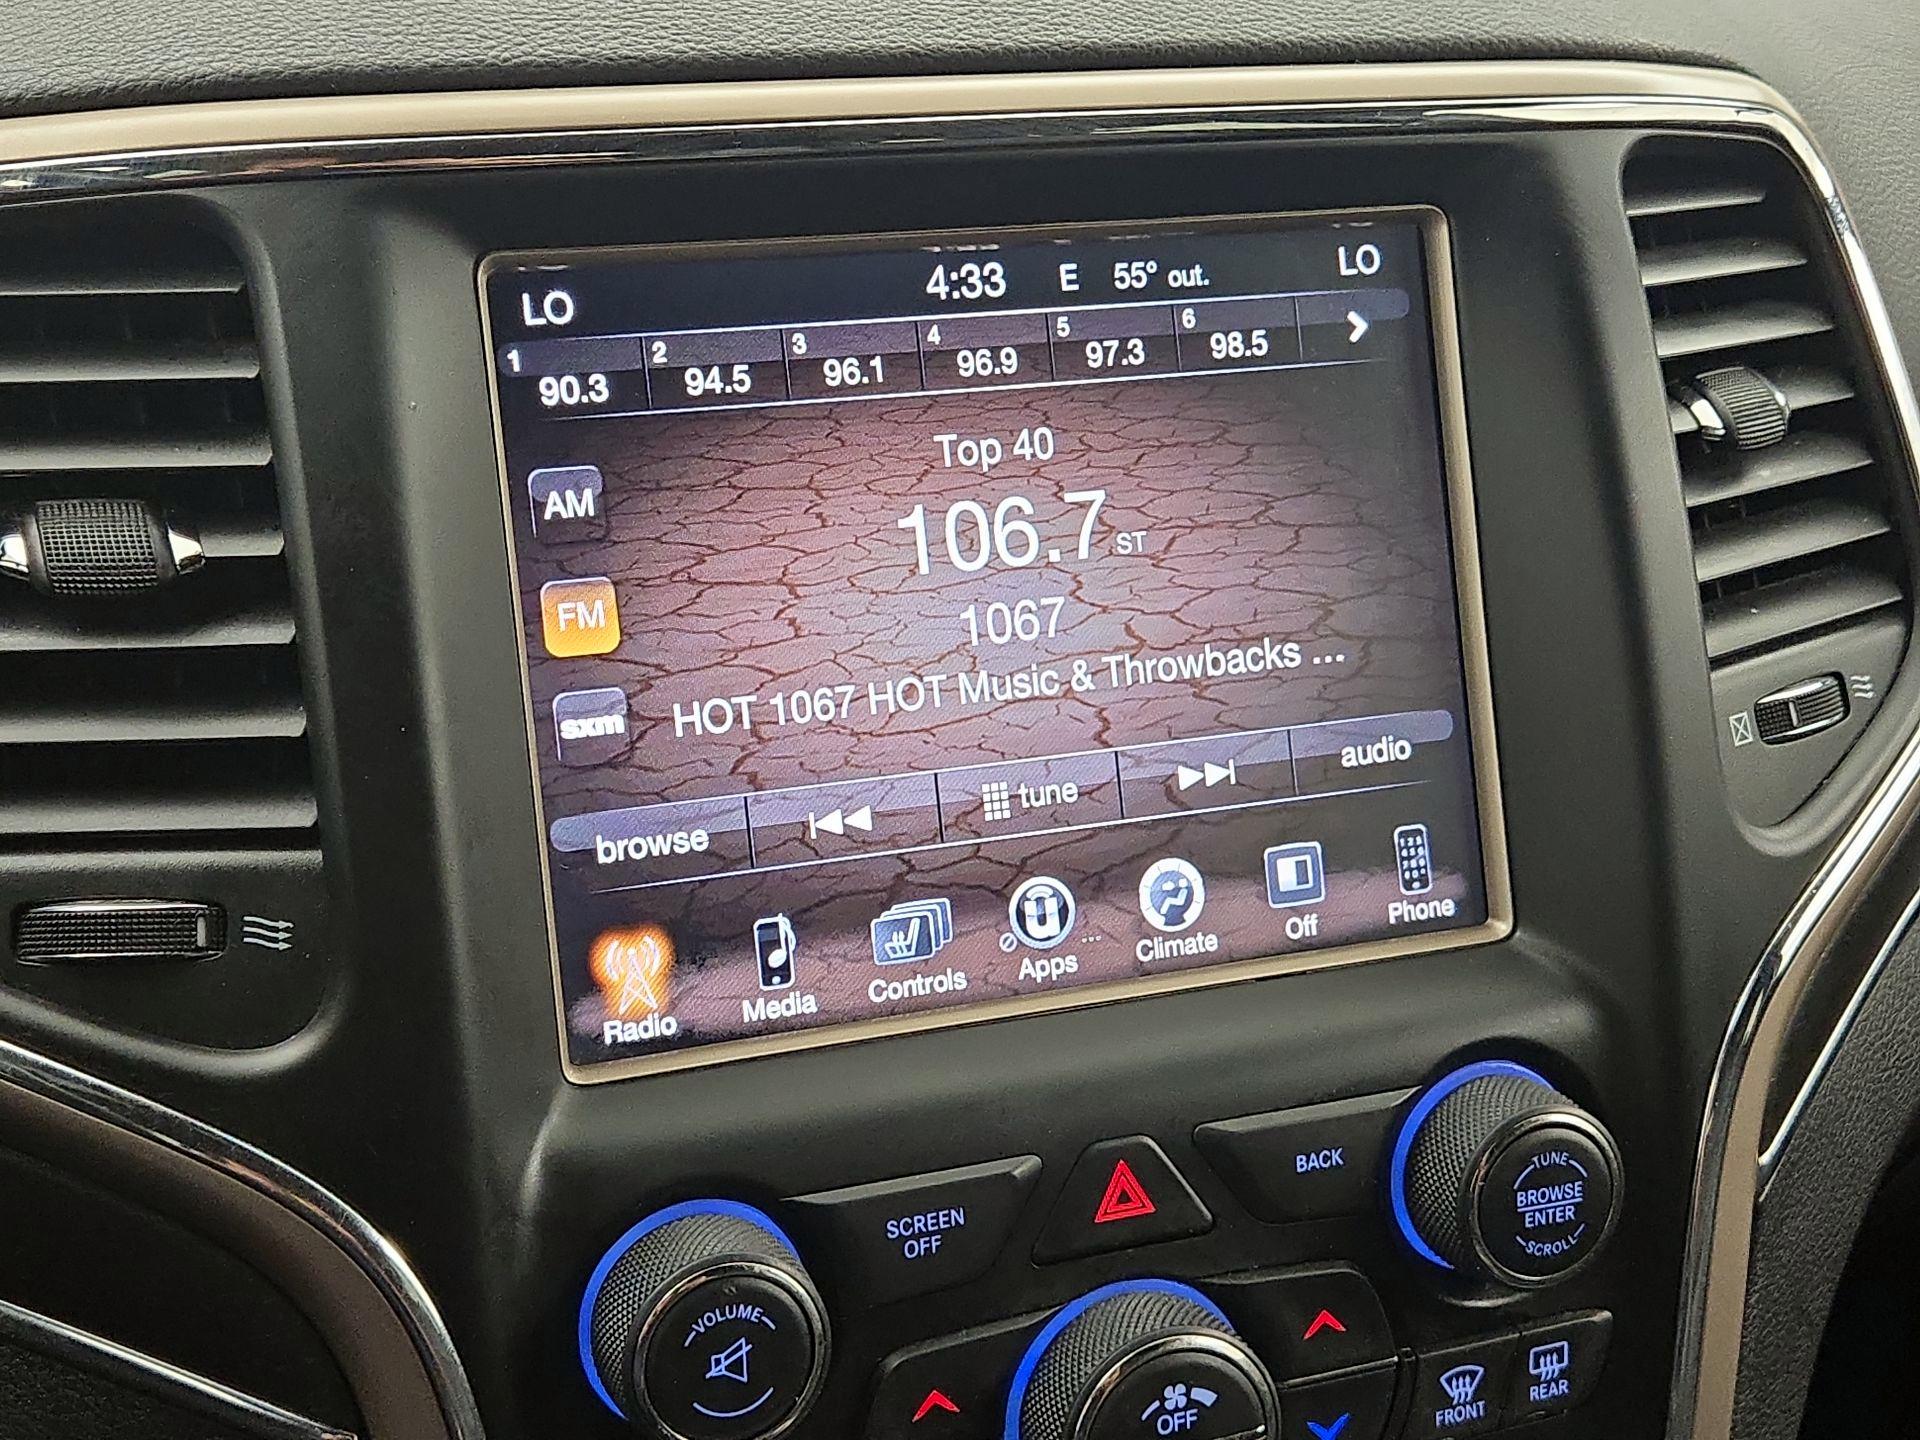 LO 4:33 E 55° out. LO
1 90.3 2 94.5 3 96.1 4 96.9 5 97.3 6 98.5
Top 40
AM
106.7 ST
FM
1067
sxm
HOT 1067 HOT Music & Throwbacks ...
browse tune audio
Radio Media Controls Apps ... Climate Off Phone
SCREEN
OFF
BACK
TUNE
BROWSE
ENTER
SCROLL
VOLUME
OFF
FRONT
REAR